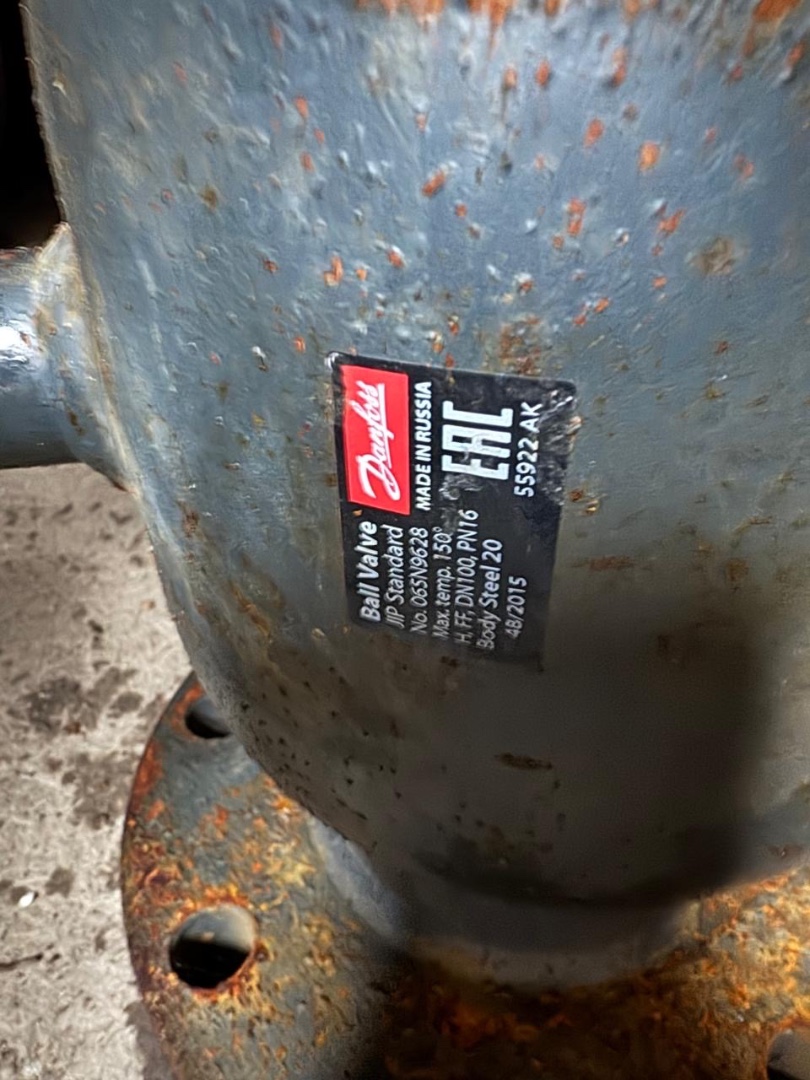 Danfoss
MADE IN RUSSIA
EAC
55922 AK
Ball Valve
JIP Standard
No. 065N9628
Max. temp. 150°
H, FF, DN100, PN16
Body Steel 20
48/2015